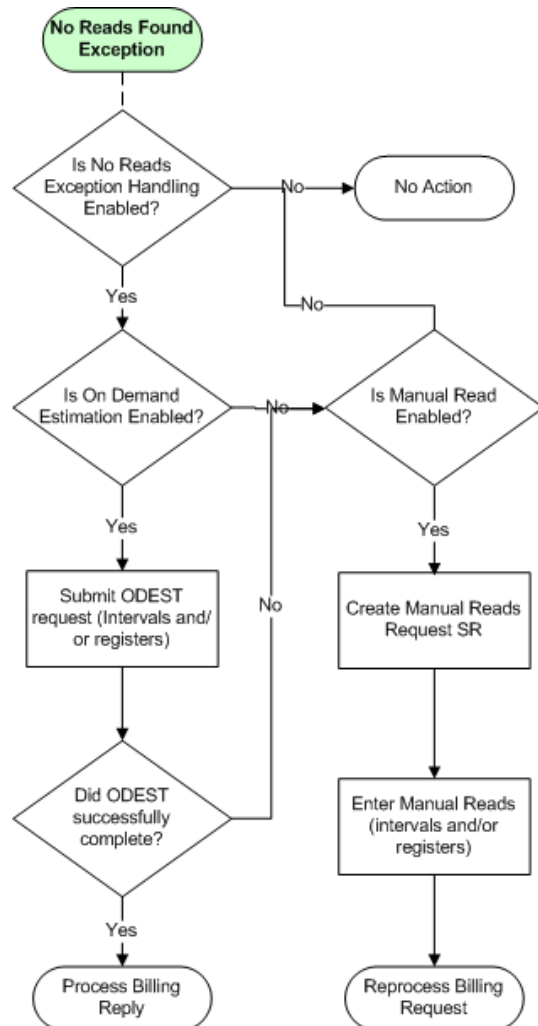 No Reads Found
Exception
Is No Reads
Exception Handling
Enabled?
No
No Action
Yes
No
Is On Demand
Estimation Enabled?
No
Is Manual Read
Enabled?
Yes
Yes
Submit ODEST
request (Intervals and/
or registers)
No
Create Manual Reads
Request SR
Did ODEST
successfully
complete?
Enter Manual Reads
(intervals and/or
registers)
Yes
Process Billing
Reply
Reprocess Billing
Request